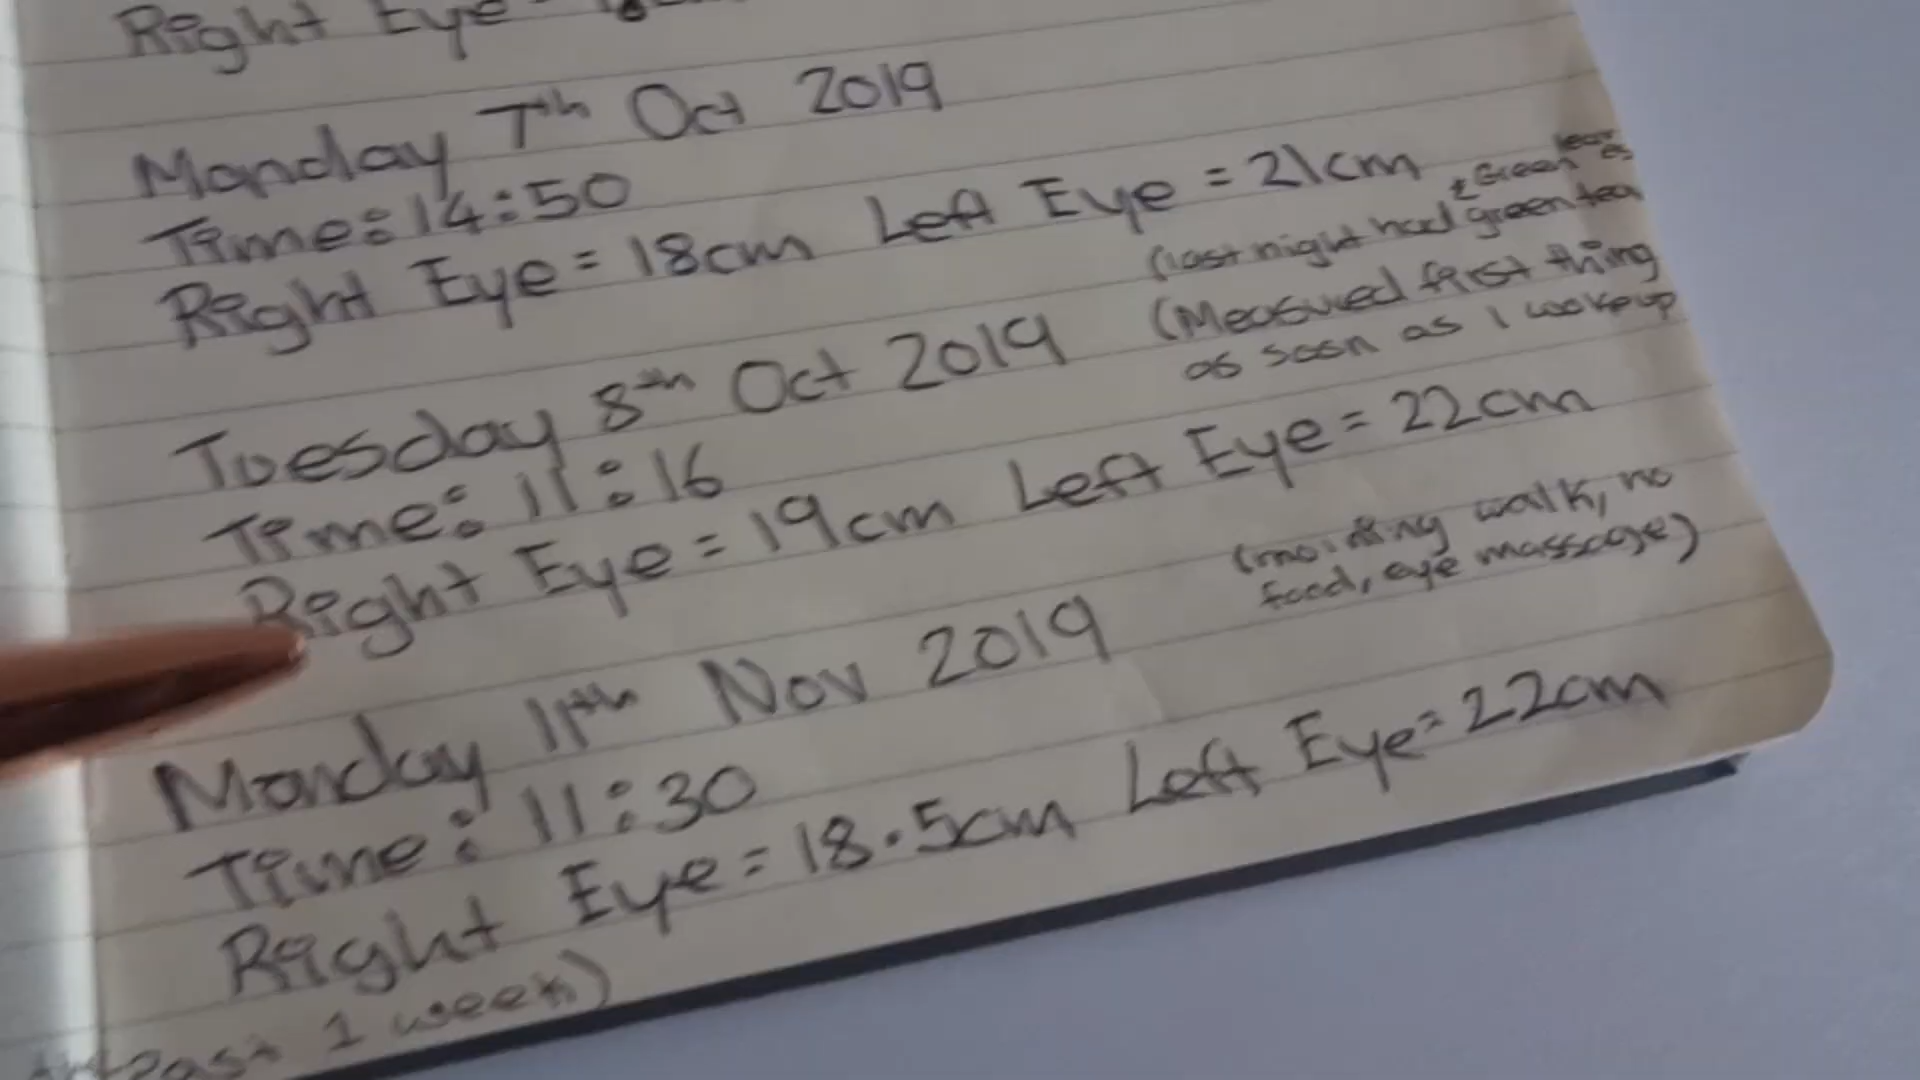 Right Eye
Monday 7th Oct 2019
Time: 14:50
Right Eye = 18cm Left Eye = 21cm
& Green
(last night had green tea
(Measured first thing
as soon as I woke up
Tuesday 8th Oct 2019
Time: 11:16
Right Eye = 19cm Left Eye = 22cm
(morning walk, no
food, eye massage)
Monday 11th Nov 2019
Time: 11:30
Right Eye = 18.5cm Left Eye = 22cm
past 1 week)